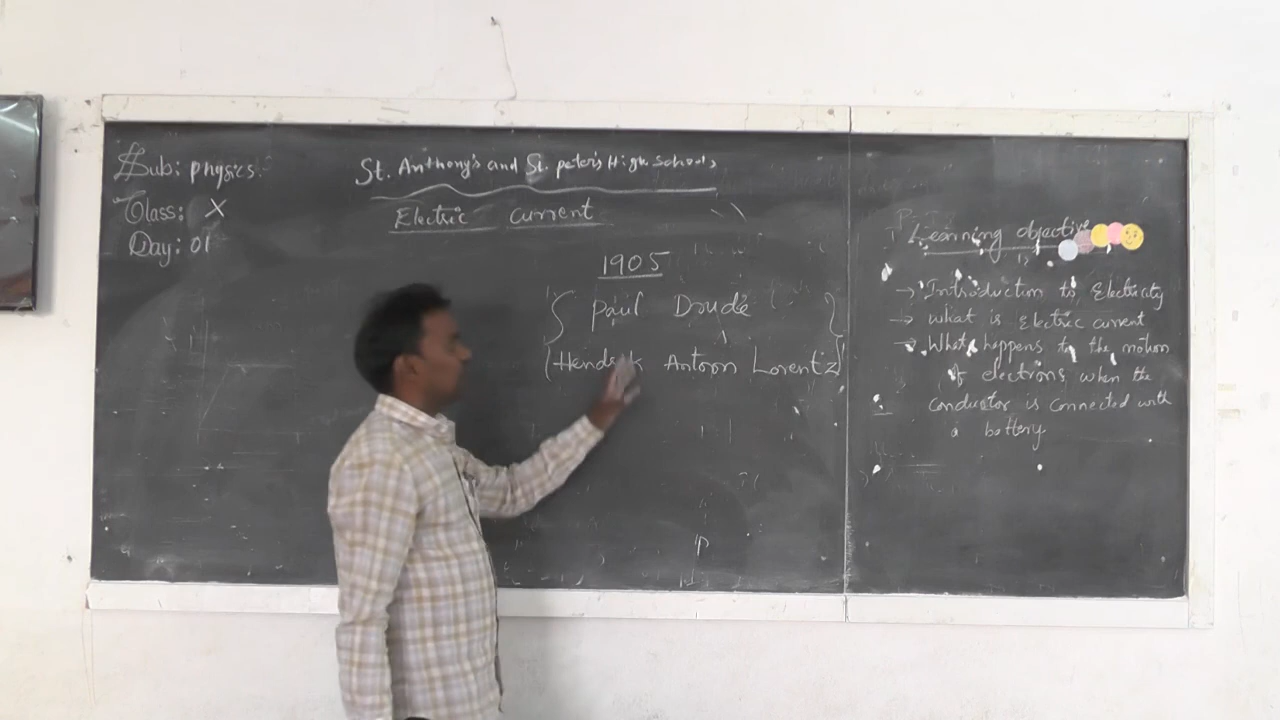 Sub: physics.
Class: X
Day: 01
St. Anthony's and St. peter's High Schools
Electric current
1905
Paul Drude
(Hendrik Antoon Lorentz)
Learning objective
→ Introduction to Electricity
→ what is Electric current
→ What happens to the motion
of electrons when the
conductor is connected with
a battery